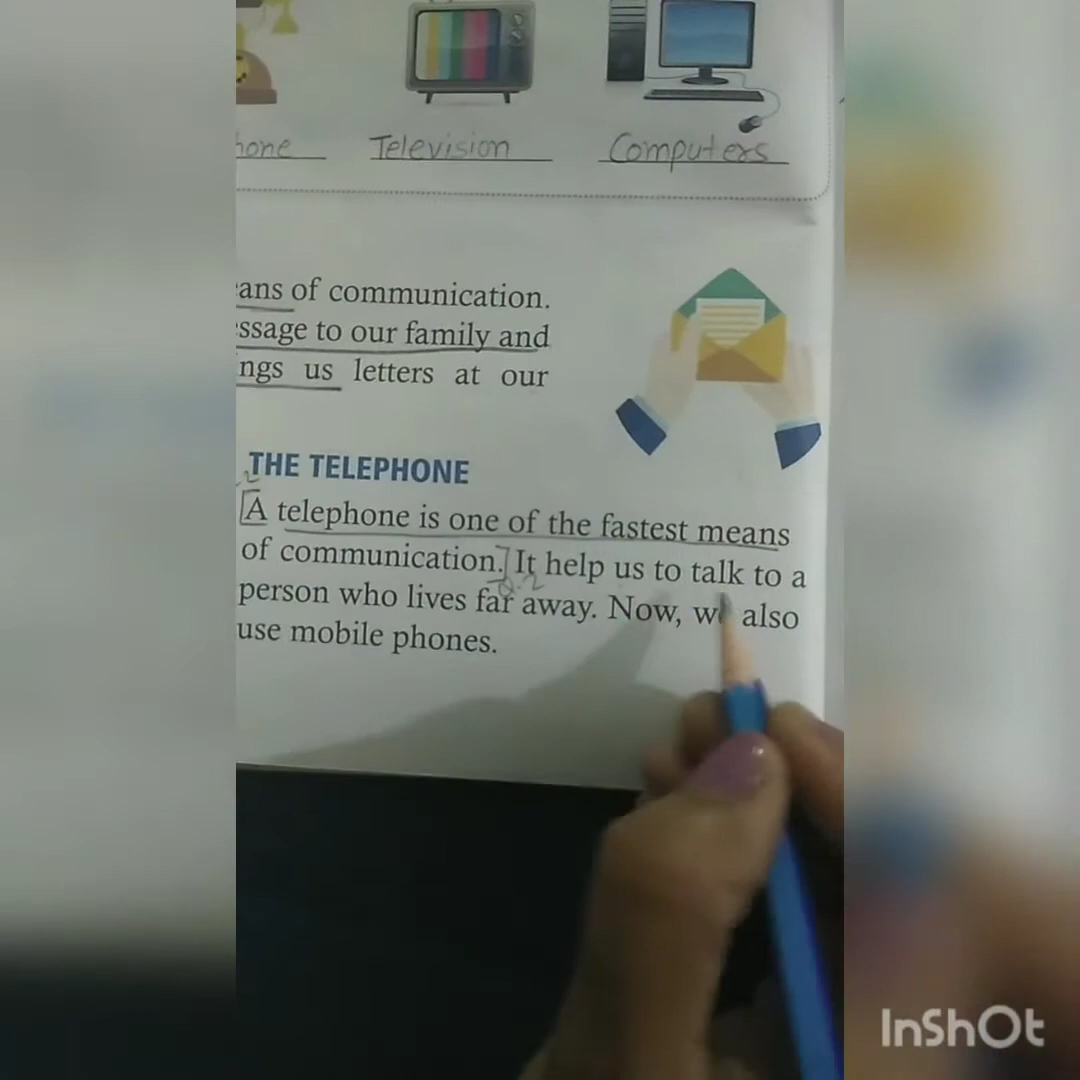 hone Television Computers
ans of communication.
ssage to our family and
ngs us letters at our
THE TELEPHONE
A telephone is one of the fastest means
of communication. It help us to talk to a
Q.2
person who lives far away. Now, we also
use mobile phones.
InShOt